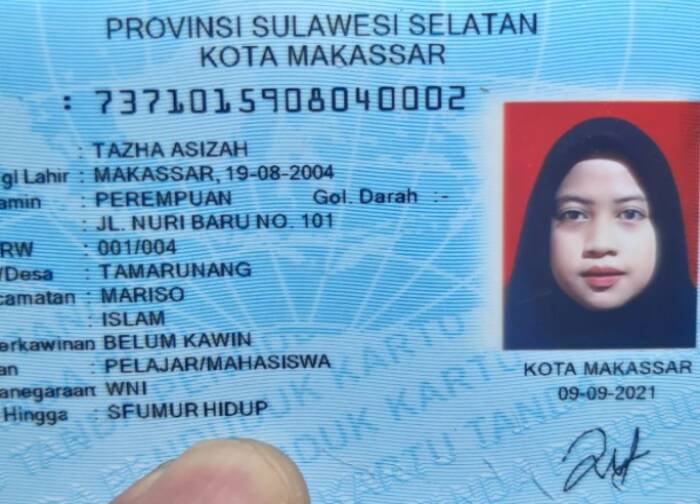 PROVINSI SULAWESI SELATAN
KOTA MAKASSAR
: 7371015908040002
: TAZHA ASIZAH
gl Lahir : MAKASSAR, 19-08-2004
amin : PEREMPUAN Gol. Darah :-
: JL. NURI BARU NO. 101
RW : 001/004
/Desa : TAMARUNANG
camatan : MARISO
: ISLAM
erkawinan: BELUM KAWIN
an : PELAJAR/MAHASISWA
anegaraan: WNI
Hingga : SEUMUR HIDUP
KOTA MAKASSAR
09-09-2021